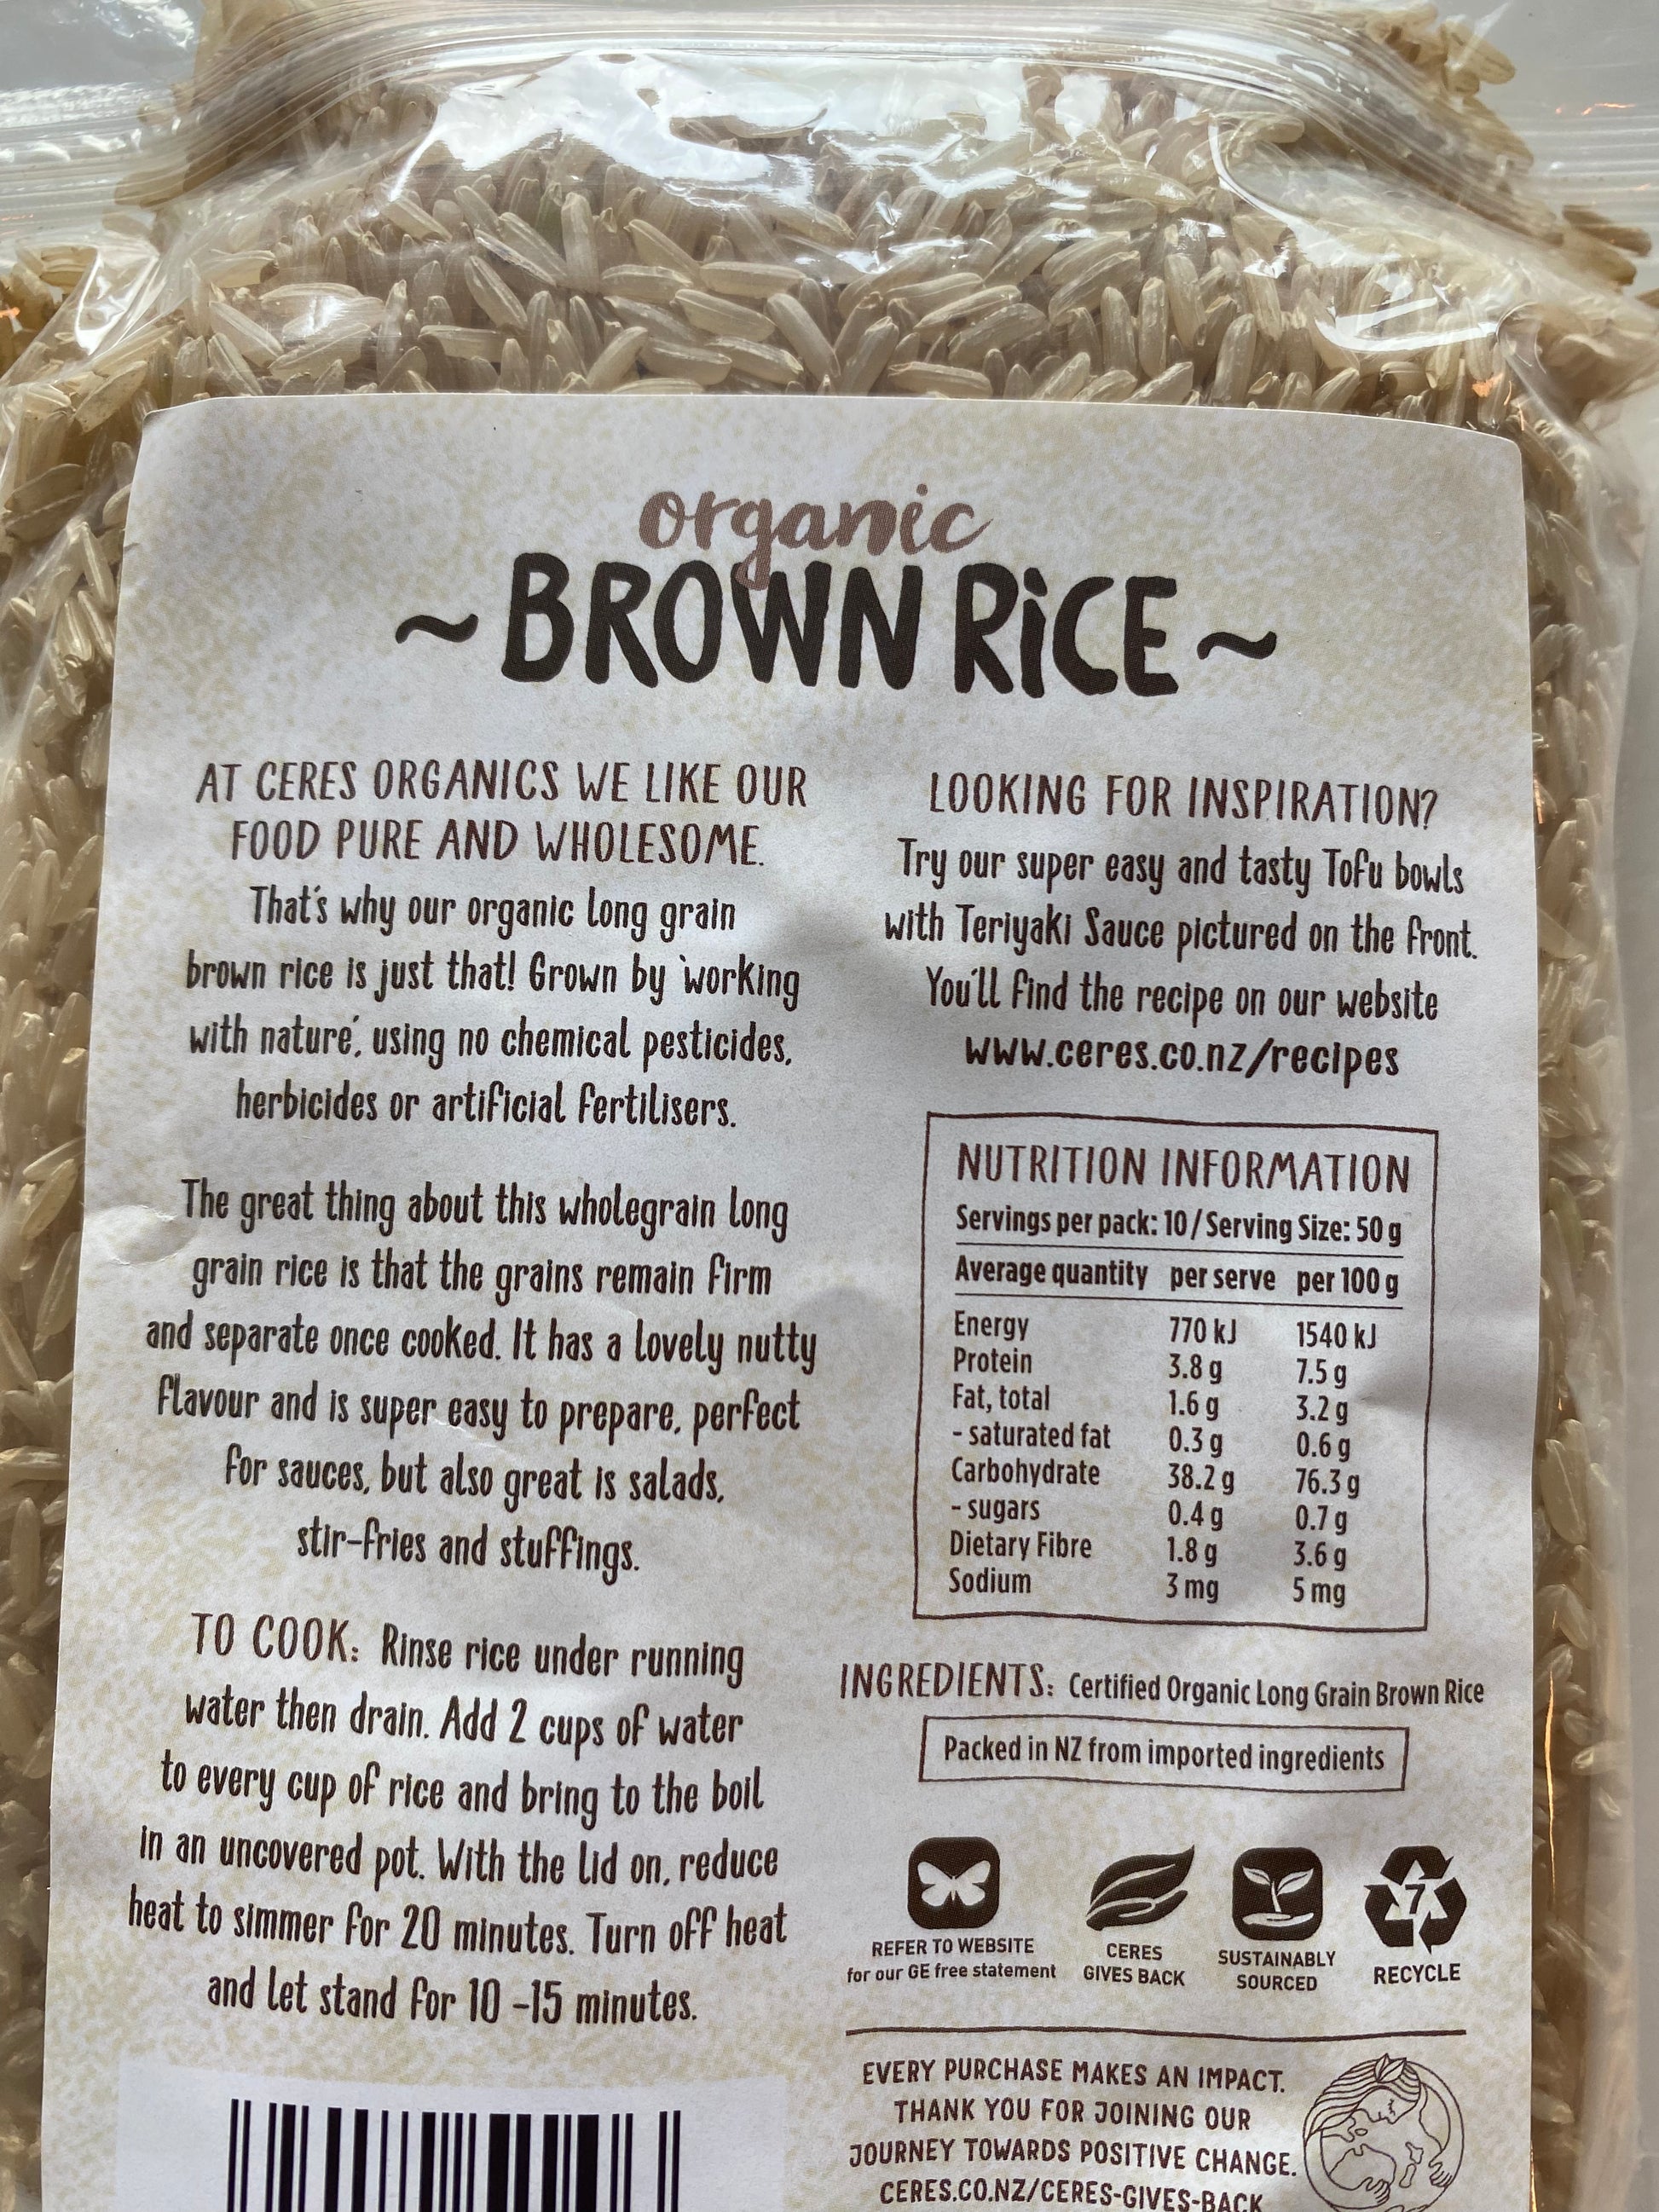 organic
~ BROWN RiCE ~
AT CERES ORGANICS WE LIKE OUR
FOOD PURE AND WHOLESOME.
That's why our organic long grain
brown rice is just that! Grown by 'working
with nature', using no chemical pesticides,
herbicides or artificial fertilisers.
The great thing about this wholegrain long
grain rice is that the grains remain firm
and separate once cooked. It has a lovely nutty
flavour and is super easy to prepare, perfect
for sauces, but also great is salads,
stir-fries and stuffings.
TO COOK: Rinse rice under running
water then drain. Add 2 cups of water
to every cup of rice and bring to the boil
in an uncovered pot. With the lid on, reduce
heat to simmer for 20 minutes. Turn off heat
and let stand for 10 -15 minutes.
LOOKING FOR INSPIRATION?
Try our super easy and tasty Tofu bowls
with Teriyaki Sauce pictured on the front.
You'll find the recipe on our website
www.ceres.co.nz/recipes
NUTRITION INFORMATION
Servings per pack: 10 / Serving Size: 50 g
Average quantity per serve per 100 g
Energy 770 kJ 1540 kJ
Protein 3.8 g 7.5 g
Fat, total 1.6 g 3.2 g
- saturated fat 0.3 g 0.6 g
Carbohydrate 38.2 g 76.3 g
- sugars 0.4 g 0.7 g
Dietary Fibre 1.8 g 3.6 g
Sodium 3 mg 5 mg
INGREDIENTS: Certified Organic Long Grain Brown Rice
Packed in NZ from imported ingredients
REFER TO WEBSITE
for our GE free statement
CERES
GIVES BACK
SUSTAINABLY
SOURCED
7
RECYCLE
EVERY PURCHASE MAKES AN IMPACT.
THANK YOU FOR JOINING OUR
JOURNEY TOWARDS POSITIVE CHANGE.
CERES.CO.NZ/CERES-GIVES-BACK